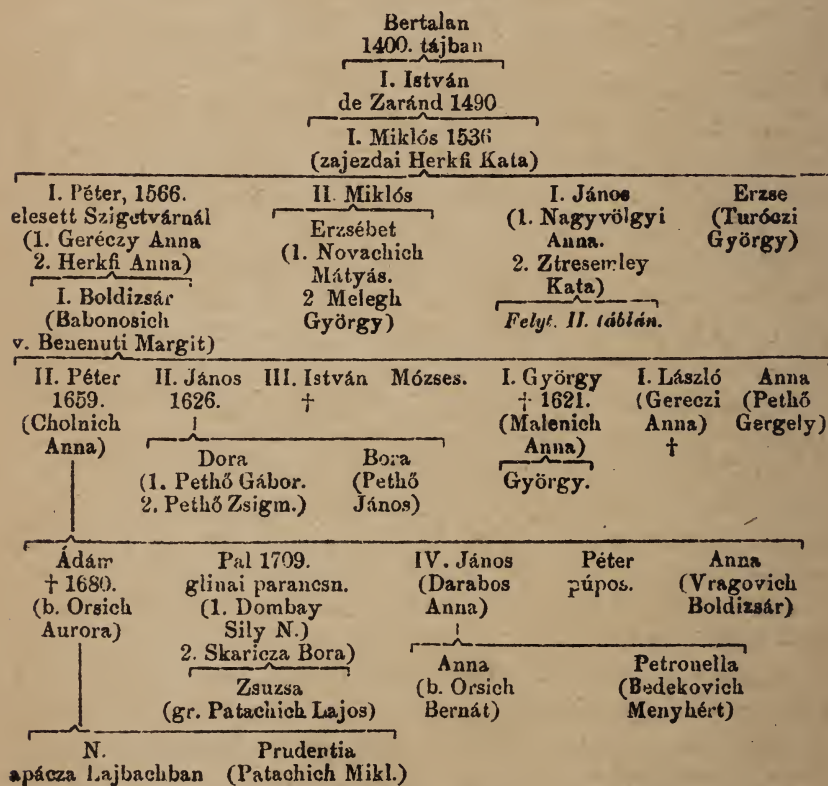 Bertalan
1400. tájban
I. István
de Zaránd 1490
I. Miklós 1536
(zajezdai Herkfi Kata)
I. Péter, 1566.
elesett Szigetvárnál
(1. Geréczy Anna
2. Herkfi Anna)
I. Boldizsár
(Babonosich
v. Benenuti Margit)
II. Miklós
Erzsébet
(1. Novachich
Mátyás.
2 Melegh
György)
I. János
(1. Nagyvölgyi
Anna.
2. Ztresemley
Kata)
Felyt. II. táblán.
Erzse
(Turóczi
György)
II. Péter
1659.
(Cholnich
Anna)
II. János
1626.
III. István
†
Mózses.
I. György
† 1621.
(Malenich
Anna)
György.
I. László
(Gereczi
Anna)
†
Anna
(Pethő
Gergely)
Dora
(1. Pethő Gábor.
2. Pethő Zsigm.)
Bora
(Pethő
János)
Ádám
† 1680.
(b. Orsich
Aurora)
Pal 1709.
glinai parancsn.
(1. Dombay
Sily N.)
2. Skaricza Bora)
Zsuzsa
(gr. Patachich Lajos)
IV. János
(Darabos
Anna)
Péter
púpos.
Anna
(Vragovich
Boldizsár)
Anna
(b. Orsich
Bernát)
Petronella
(Bedekovich
Menyhért)
N.
apácza Lajbachban
Prudentia
(Patachich Mikl.)